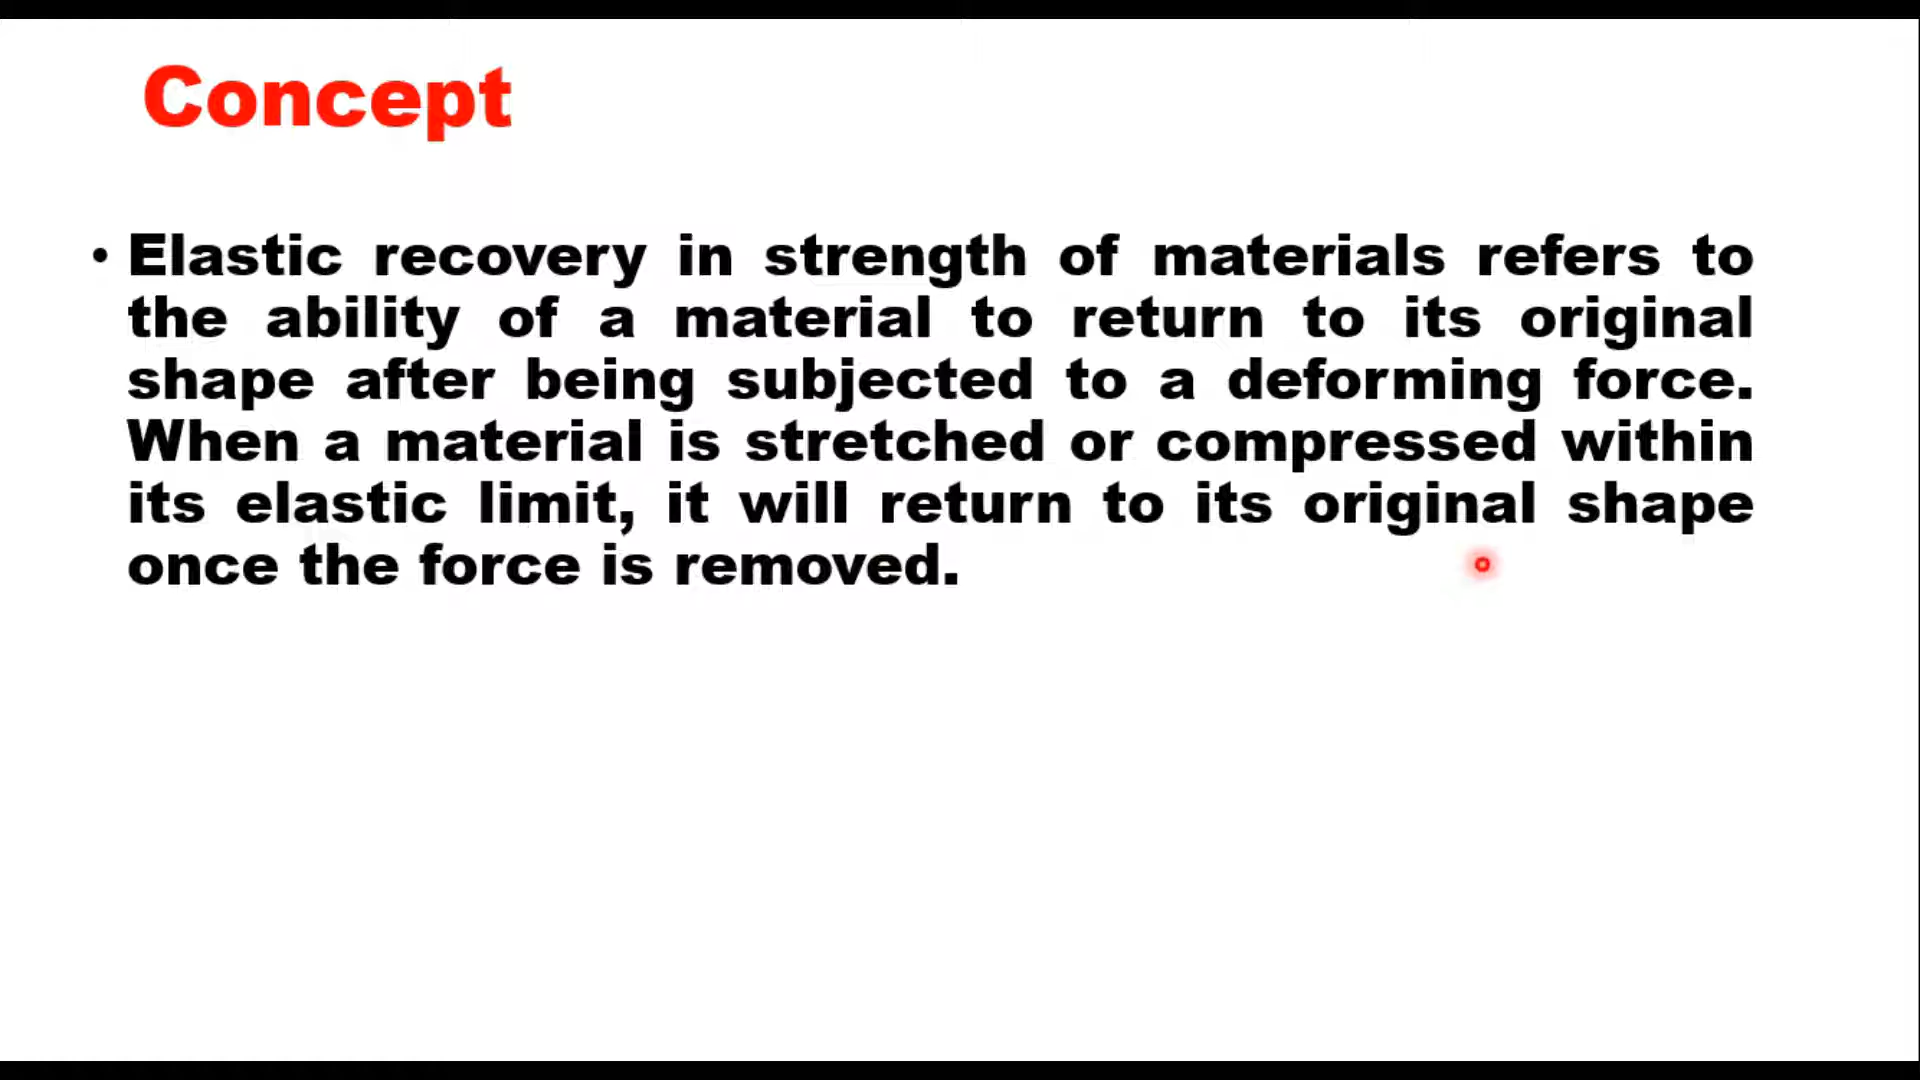 Concept
• Elastic recovery in strength of materials refers to
the ability of a material to return to its original
shape after being subjected to a deforming force.
When a material is stretched or compressed within
its elastic limit, it will return to its original shape
once the force is removed.